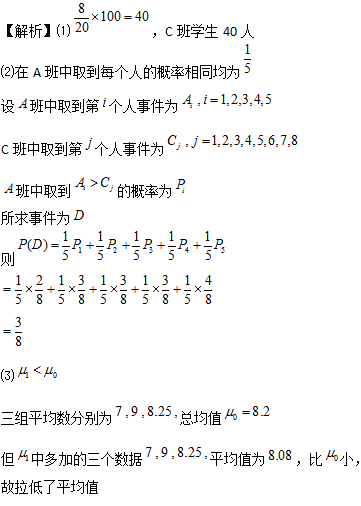 【解析】⑴ $\frac{8}{20}\times 100=40$，C班学生40人
⑵在A班中取到每个人的概率相同均为 $\frac{1}{5}$
设 $A$ 班中取到第 $i$ 个人事件为 $A_i, i=1,2,3,4,5$
C班中取到第 $j$ 个人事件为 $C_j, j=1,2,3,4,5,6,7,8$
$A$ 班中取到 $A_i>C_j$ 的概率为 $P_i$
所求事件为 $D$
则 $P(D)=\frac{1}{5}P_1+\frac{1}{5}P_2+\frac{1}{5}P_3+\frac{1}{5}P_4+\frac{1}{5}P_5$
$=\frac{1}{5}\times\frac{2}{8}+\frac{1}{5}\times\frac{3}{8}+\frac{1}{5}\times\frac{3}{8}+\frac{1}{5}\times\frac{3}{8}+\frac{1}{5}\times\frac{4}{8}$
$=\frac{3}{8}$
⑶ $\mu_1<\mu_0$
三组平均数分别为 $7,9,8.25,$ 总均值 $\mu_0=8.2$
但 $\mu_1$ 中多加的三个数据 $7,9,8.25,$ 平均值为 $8.08$，比 $\mu_0$ 小，
故拉低了平均值